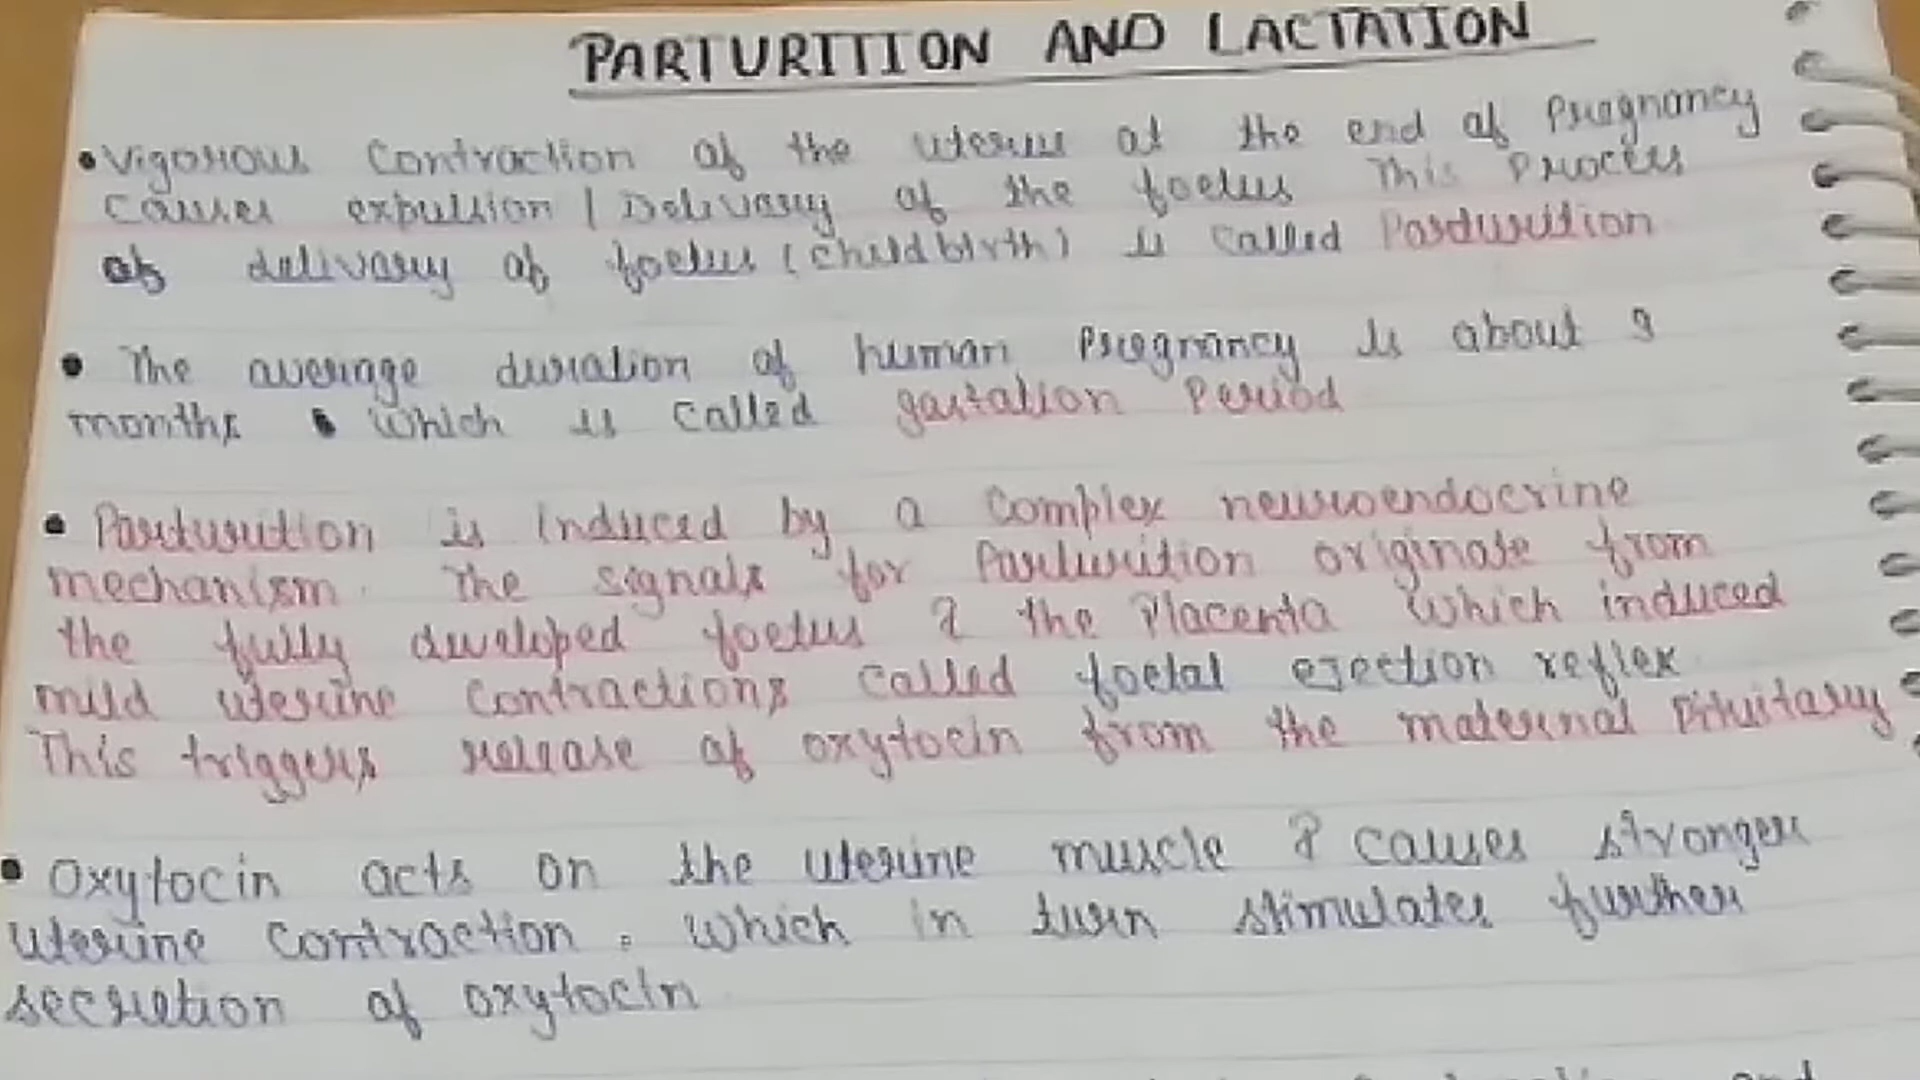 PARTURITION AND LACTATION
• Vigorous Contraction of the uterus at the end of Pregnancy
causes expulsion / Delivary of the foetus This Process
of delivary of foetus (childbirth) is called Parturition
• The average duration of human Pregnancy is about 9
months which is called gastation Period
• Parturition is induced by a complex neuroendocrine
mechanism. The signals for Parturition originate from
the fully developed foetus & the Placenta which induced
mild uterine contractions called foetal ejection reflex
This triggers release of oxytocin from the maternal Pituitary
• Oxytocin acts on the uterine muscle & causes stronger
uterine contraction, which in turn stimulates further
secretion of oxytocin
and